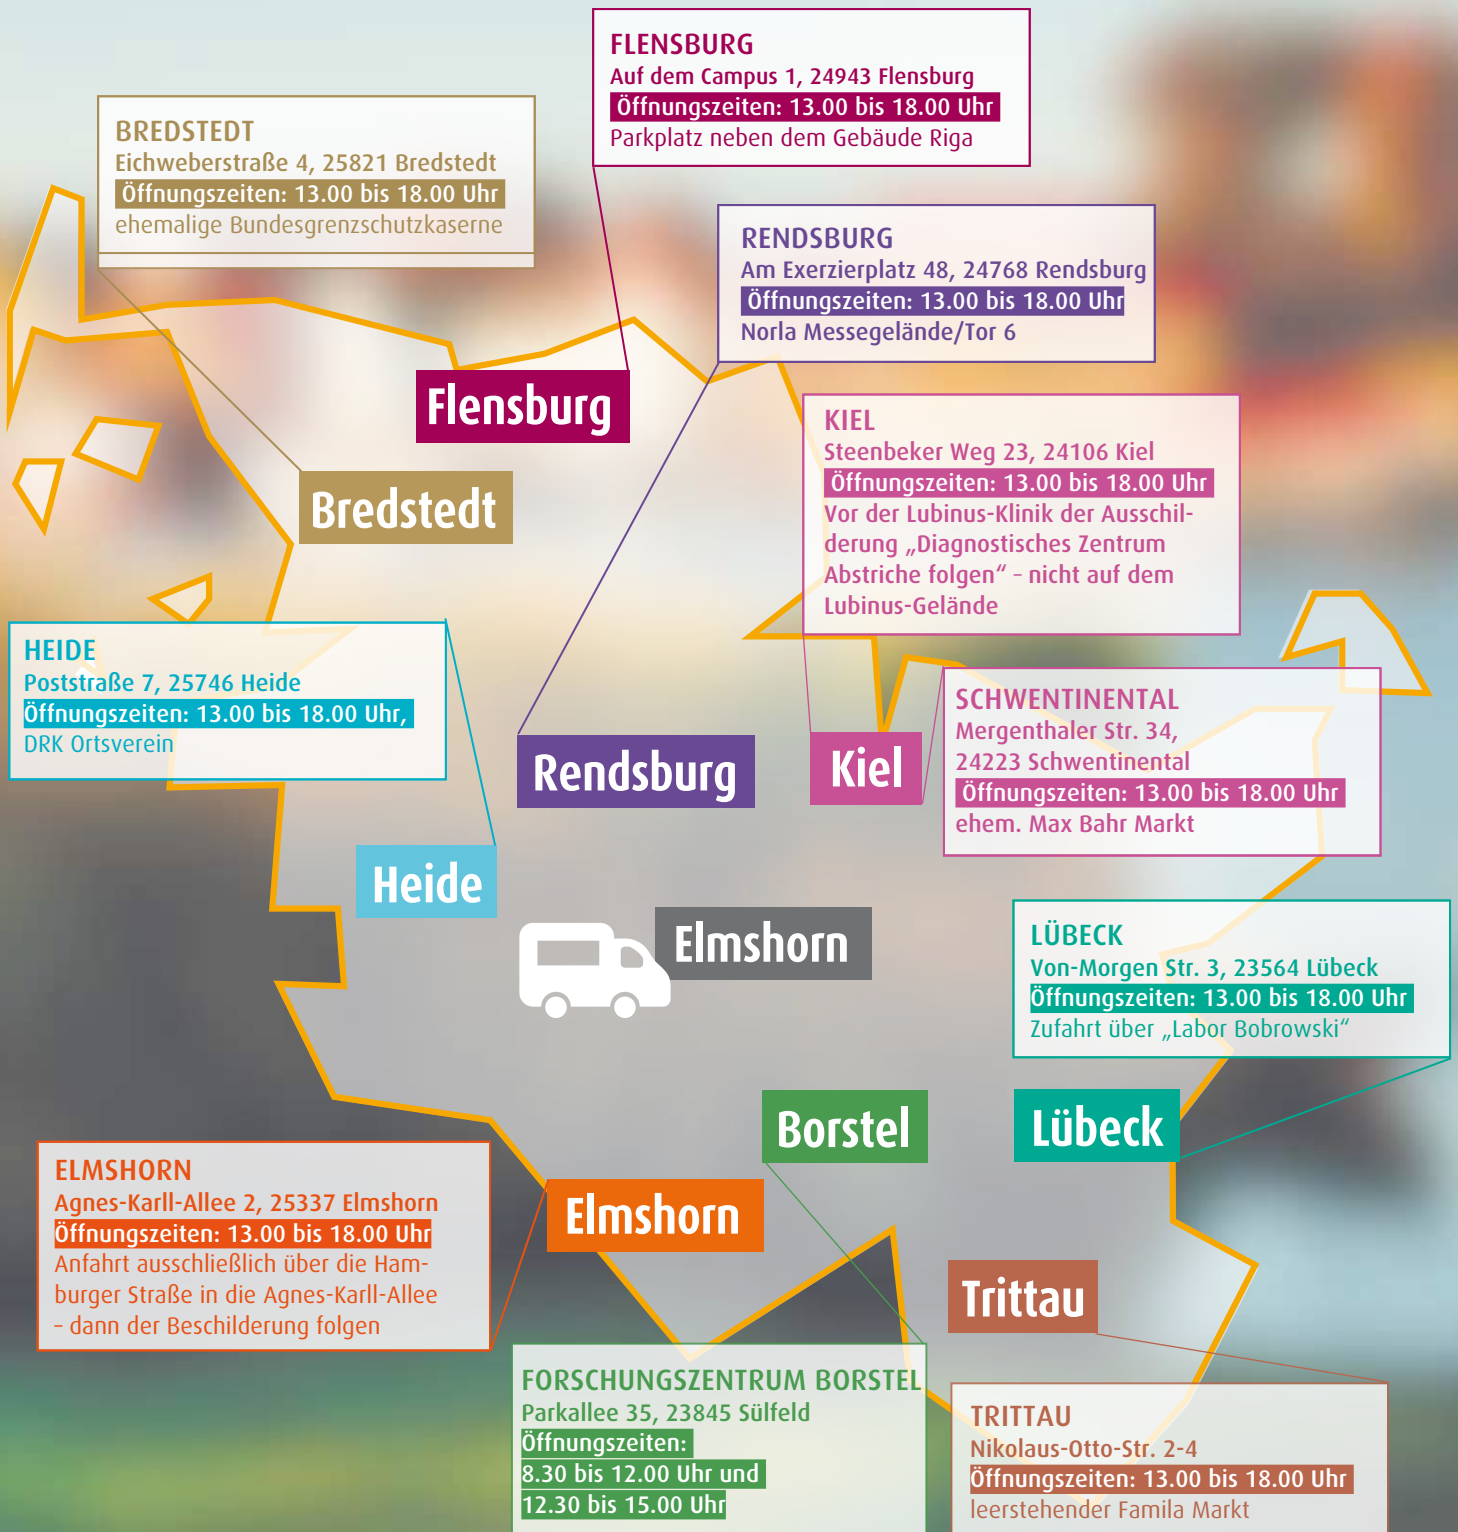 FLENSBURG
Auf dem Campus 1, 24943 Flensburg
Öffnungszeiten: 13.00 bis 18.00 Uhr
Parkplatz neben dem Gebäude Riga
BREDSTEDT
Eichweberstraße 4, 25821 Bredstedt
Öffnungszeiten: 13.00 bis 18.00 Uhr
ehemalige Bundesgrenzschutzkaserne
RENDSBURG
Am Exerzierplatz 48, 24768 Rendsburg
Öffnungszeiten: 13.00 bis 18.00 Uhr
Norla Messegelände/Tor 6
Flensburg
KIEL
Steenbeker Weg 23, 24106 Kiel
Öffnungszeiten: 13.00 bis 18.00 Uhr
Vor der Lubinus-Klinik der Ausschil-
derung „Diagnostisches Zentrum
Abstriche folgen“ – nicht auf dem
Lubinus-Gelände
Bredstedt
HEIDE
Poststraße 7, 25746 Heide
Öffnungszeiten: 13.00 bis 18.00 Uhr,
DRK Ortsverein
SCHWENTINENTAL
Mergenthaler Str. 34,
24223 Schwentinental
Öffnungszeiten: 13.00 bis 18.00 Uhr
ehem. Max Bahr Markt
Rendsburg
Kiel
Heide
Elmshorn
LÜBECK
Von-Morgen Str. 3, 23564 Lübeck
Öffnungszeiten: 13.00 bis 18.00 Uhr
Zufahrt über „Labor Bobrowski“
Borstel
Lübeck
ELMSHORN
Agnes-Karll-Allee 2, 25337 Elmshorn
Öffnungszeiten: 13.00 bis 18.00 Uhr
Anfahrt ausschließlich über die Ham-
burger Straße in die Agnes-Karll-Allee
– dann der Beschilderung folgen
Elmshorn
Trittau
FORSCHUNGSZENTRUM BORSTEL
Parkallee 35, 23845 Sülfeld
Öffnungszeiten:
8.30 bis 12.00 Uhr und
12.30 bis 15.00 Uhr
TRITTAU
Nikolaus-Otto-Str. 2-4
Öffnungszeiten: 13.00 bis 18.00 Uhr
leerstehender Famila Markt